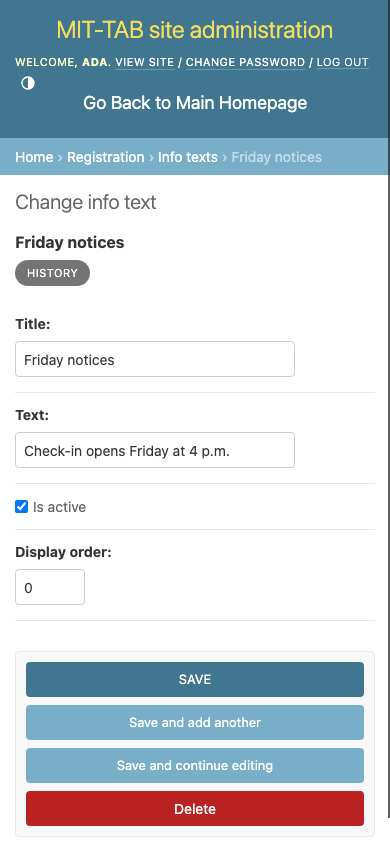 MIT-TAB site administration
WELCOME, ADA. VIEW SITE / CHANGE PASSWORD / LOG OUT
Go Back to Main Homepage
Home › Registration › Info texts › Friday notices
Change info text
Friday notices
HISTORY
Title:
Friday notices
Text:
Check-in opens Friday at 4 p.m.
Is active
Display order:
0
SAVE
Save and add another
Save and continue editing
Delete